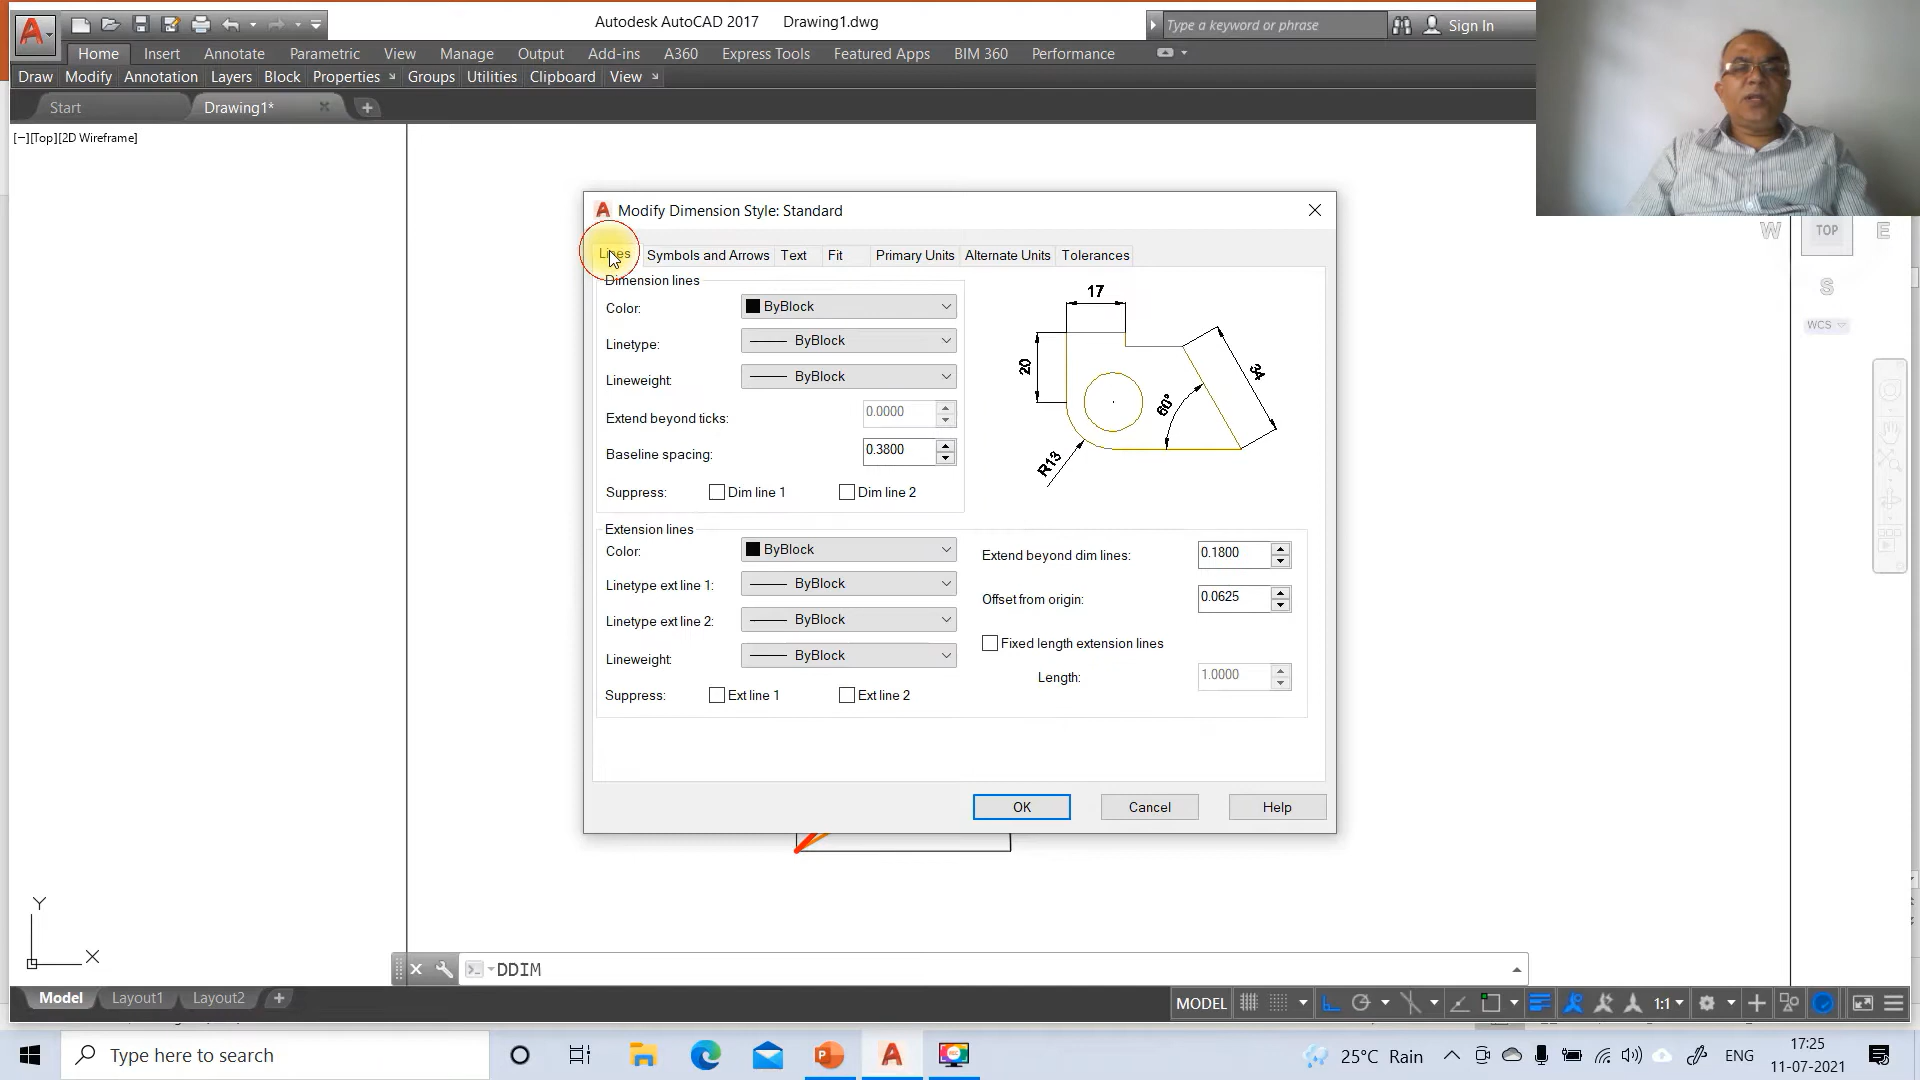 Autodesk AutoCAD 2017 Drawing1.dwg
Type a keyword or phrase
Sign In
Home Insert Annotate Parametric View Manage Output Add-ins A360 Express Tools Featured Apps BIM 360 Performance
Draw Modify Annotation Layers Block Properties Groups Utilities Clipboard View
Start Drawing1*
[−][Top][2D Wireframe]
W TOP E
S
WCS
Modify Dimension Style: Standard
Lines Symbols and Arrows Text Fit Primary Units Alternate Units Tolerances
Dimension lines
Color: ByBlock
Linetype: ByBlock
Lineweight: ByBlock
Extend beyond ticks: 0.0000
Baseline spacing: 0.3800
Suppress: Dim line 1 Dim line 2
17
20
34
60°
R13
Extension lines
Color: ByBlock
Linetype ext line 1: ByBlock
Linetype ext line 2: ByBlock
Lineweight: ByBlock
Suppress: Ext line 1 Ext line 2
Extend beyond dim lines: 0.1800
Offset from origin: 0.0625
Fixed length extension lines
Length: 1.0000
OK Cancel Help
Y
X
DDIM
Model Layout1 Layout2
MODEL 1:1
Type here to search
25°C Rain
ENG
17:25
11-07-2021